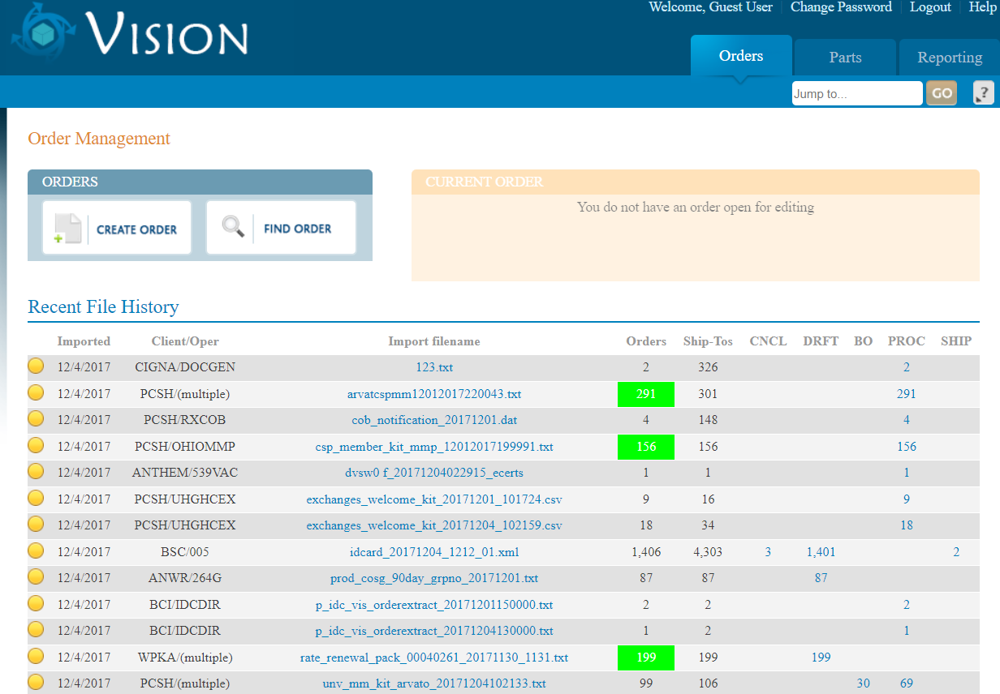 Welcome, Guest User Change Password Logout Help
VISION
Orders Parts Reporting
Jump to... GO ?
Order Management
ORDERS
CREATE ORDER FIND ORDER
CURRENT ORDER
You do not have an order open for editing
Recent File History
Imported Client/Oper Import filename Orders Ship-Tos CNCL DRFT BO PROC SHIP
12/4/2017 CIGNA/DOCGEN 123.txt 2 326 2
12/4/2017 PCSH/(multiple) arvatcspmm12012017220043.txt 291 301 291
12/4/2017 PCSH/RXCOB cob_notification_20171201.dat 4 148 4
12/4/2017 PCSH/OHIOMMP csp_member_kit_mmp_12012017199991.txt 156 156 156
12/4/2017 ANTHEM/539VAC dvsw0 f_20171204022915_ecerts 1 1 1
12/4/2017 PCSH/UHGHCEX exchanges_welcome_kit_20171201_101724.csv 9 16 9
12/4/2017 PCSH/UHGHCEX exchanges_welcome_kit_20171204_102159.csv 18 34 18
12/4/2017 BSC/005 idcard_20171204_1212_01.xml 1,406 4,303 3 1,401 2
12/4/2017 ANWR/264G prod_cosg_90day_grpno_20171201.txt 87 87 87
12/4/2017 BCI/IDCDIR p_idc_vis_orderextract_20171201150000.txt 2 2 2
12/4/2017 BCI/IDCDIR p_idc_vis_orderextract_20171204130000.txt 1 2 1
12/4/2017 WPKA/(multiple) rate_renewal_pack_00040261_20171130_1131.txt 199 199 199
12/4/2017 PCSH/(multiple) unv_mm_kit_arvato_20171204102133.txt 99 106 30 69